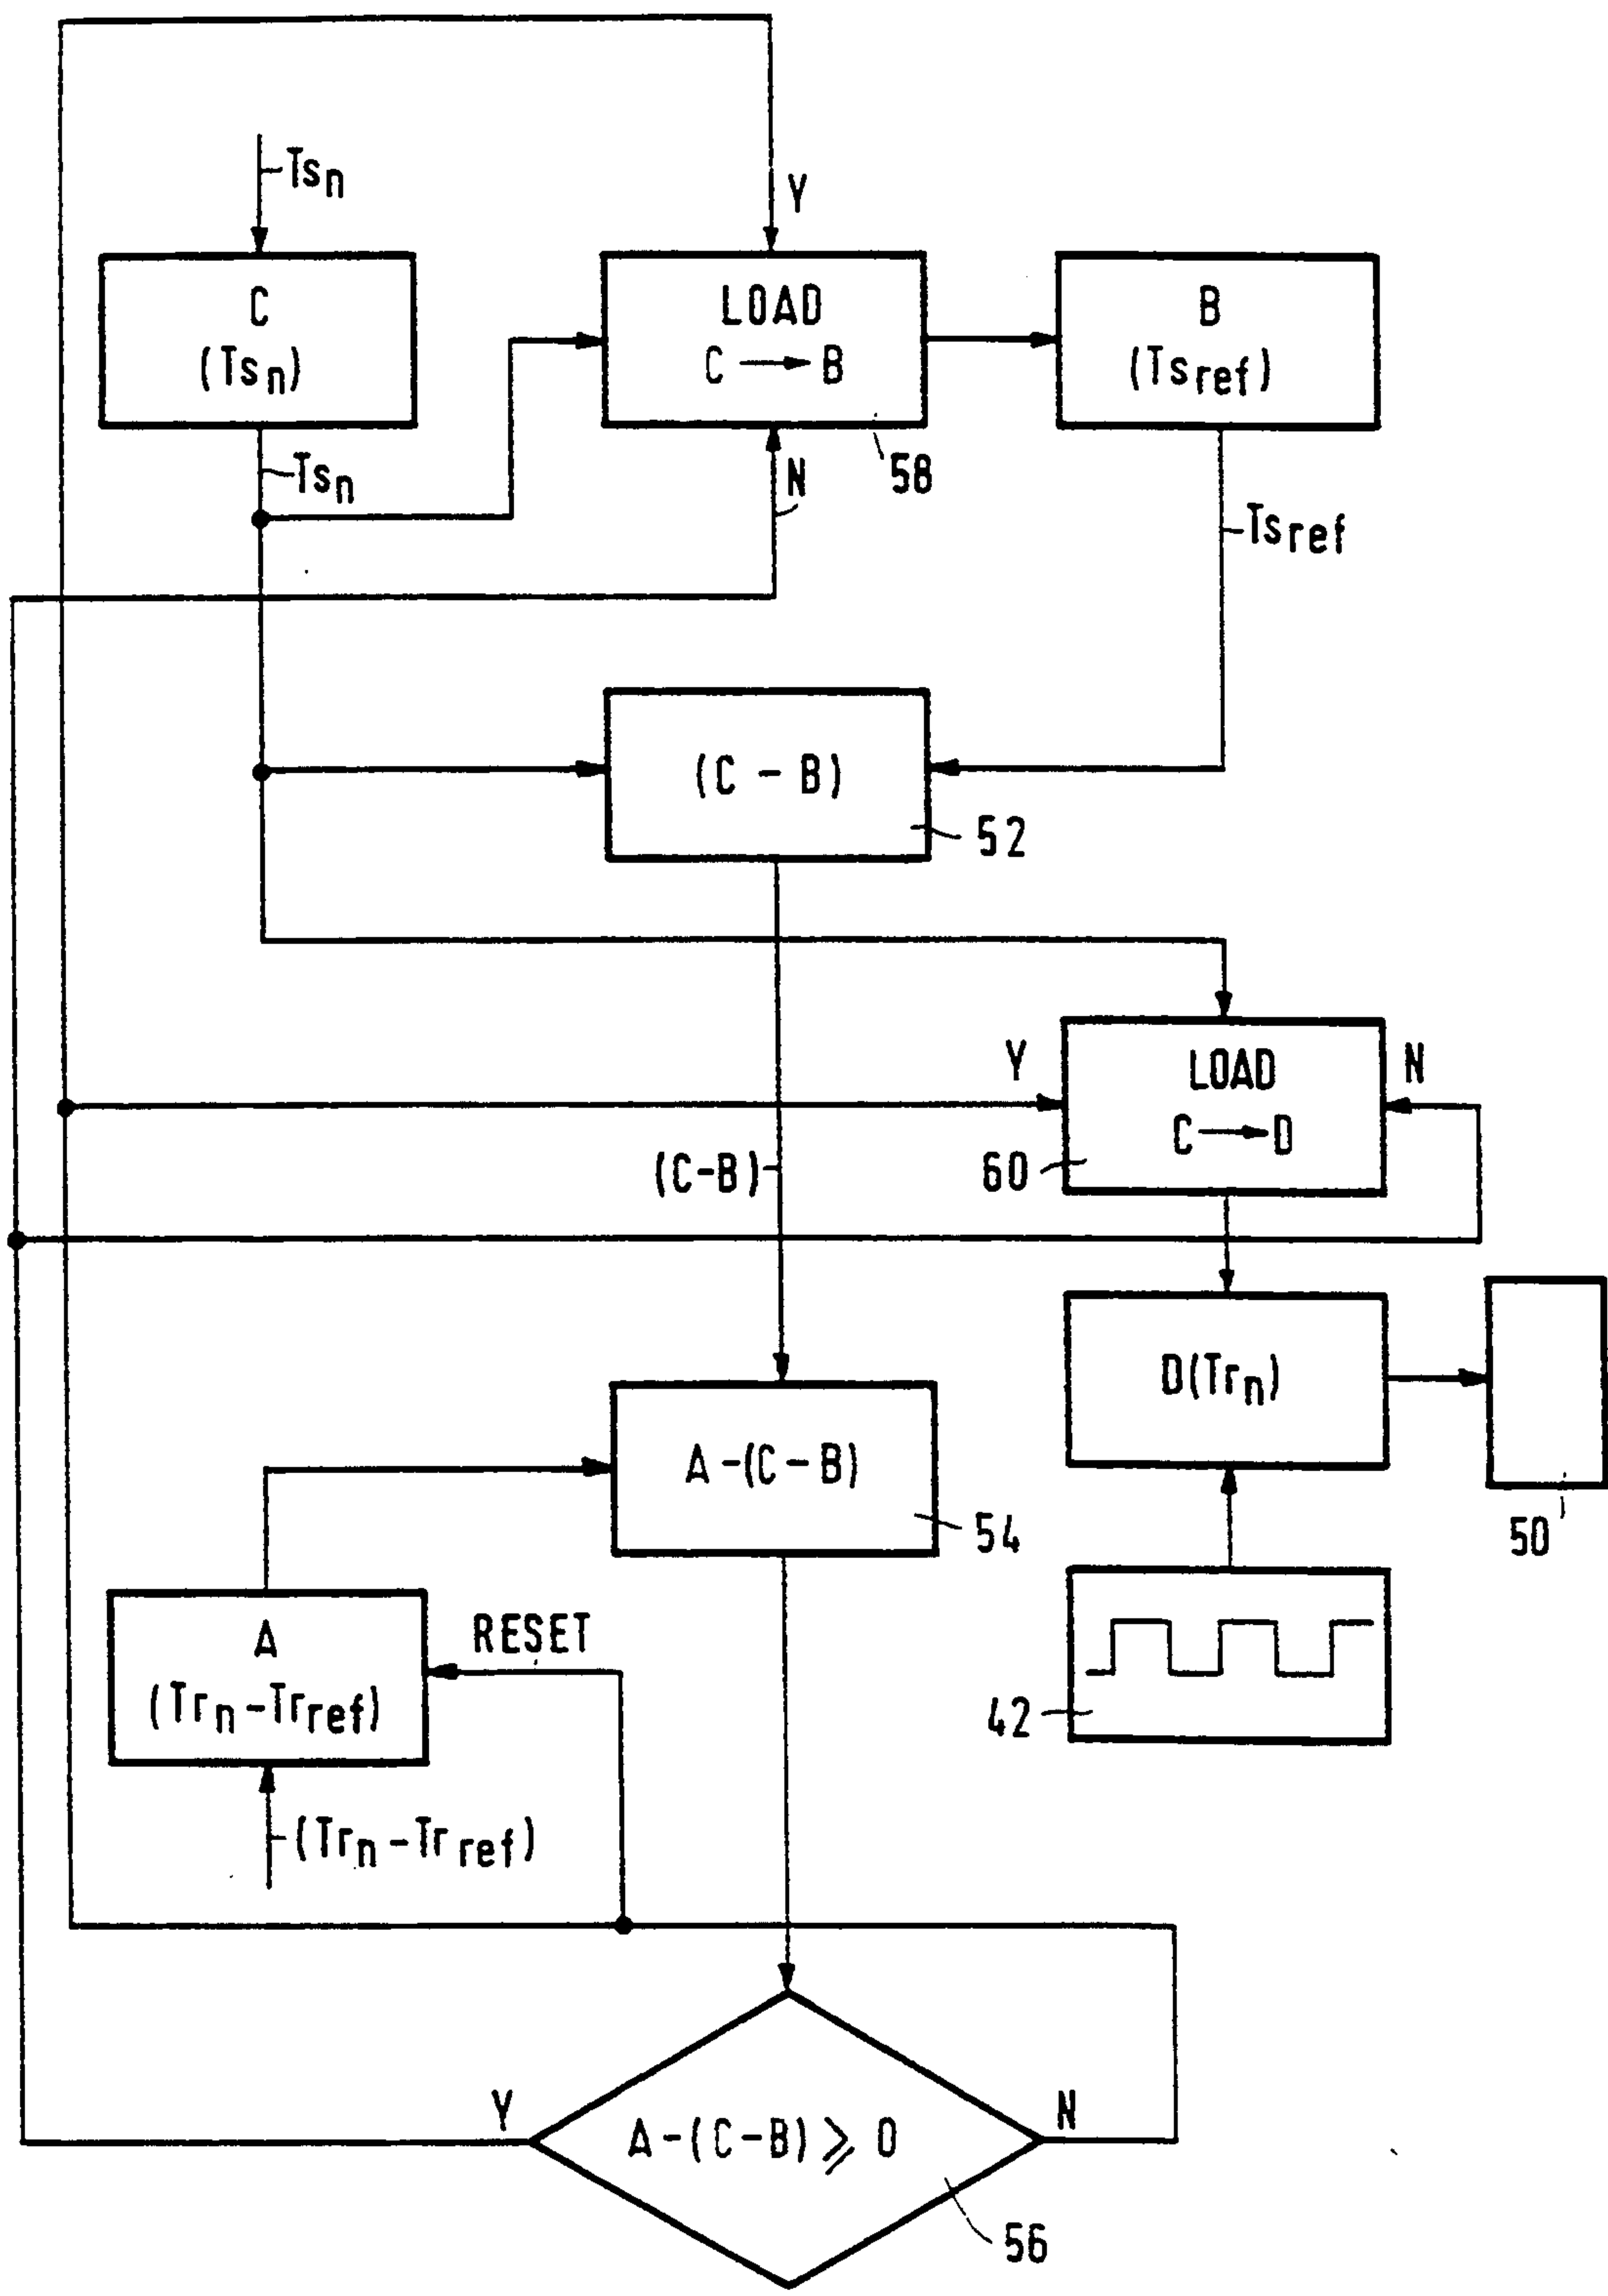 Tsn
Y
C
(Tsn)
LOAD
C → B
B
(Tsref)
Tsn
N
58
Tsref
(C - B)
52
Y
LOAD
C → D
N
60
(C-B)
D(Trn)
A-(C-B)
54
50
A
(Trn-Trref)
RESET
42
(Trn-Trref)
Y
A-(C-B) ⩾ 0
N
56